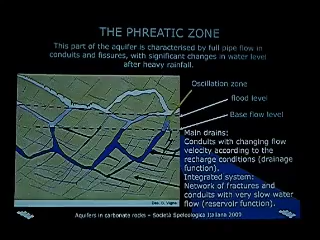 THE PHREATIC ZONE
This part of the aquifer is characterised by full pipe flow in
conduits and fissures, with significant changes in water level
after heavy rainfall.
Oscillation zone
flood level
Base flow level
Main drains:
Conduits with changing flow
velocity according to the
recharge conditions (drainage
function).
Integrated system:
Network of fractures and
conduits with very slow water
flow (reservoir function).
Dis. B. Vigna
Aquifers in carbonate rocks – Società Speleologica Italiana 2003